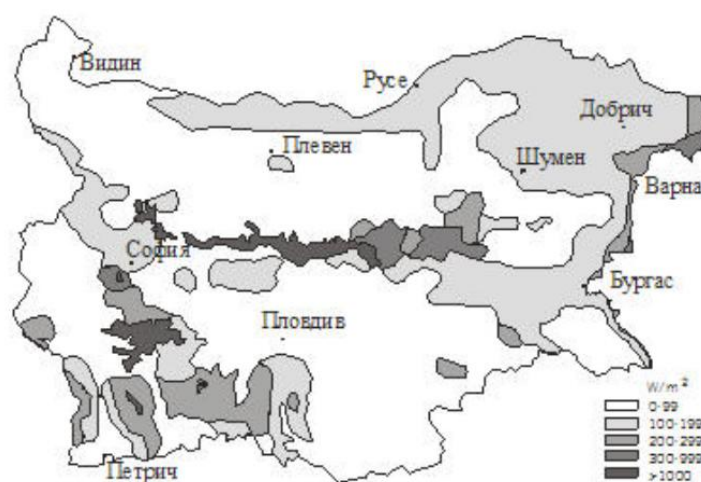 Видин
Русе
Добрич
Плевен
Шумен
Варна
София
Бургас
Пловдив
Петрич
W/m²
0-99
100-199
200-299
300-999
>1000